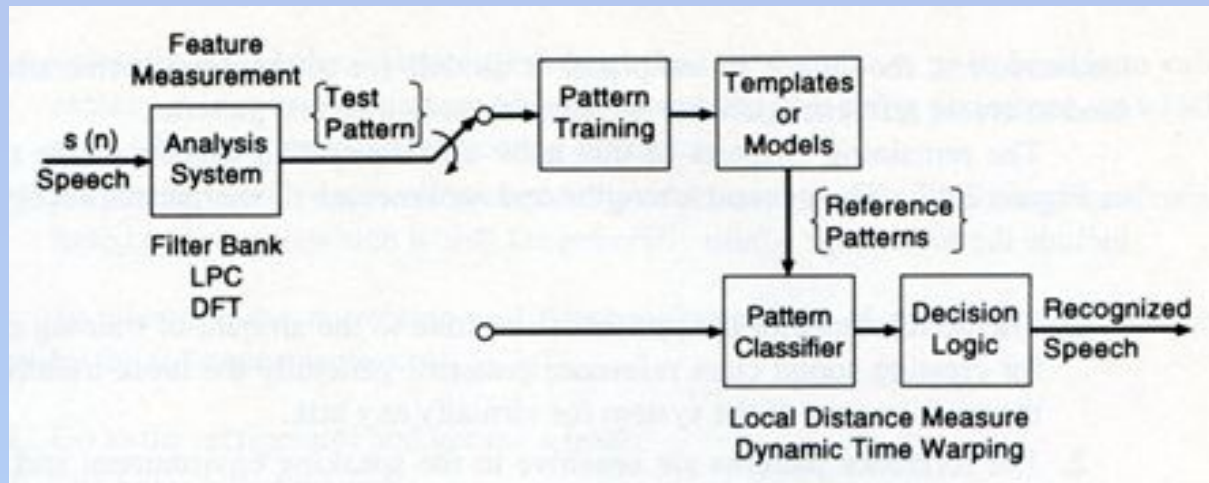 Feature
Measurement
s (n)
Speech
Analysis
System
Filter Bank
LPC
DFT
Test
Pattern
Pattern
Training
Templates
or
Models
Reference
Patterns
Pattern
Classifier
Decision
Logic
Recognized
Speech
Local Distance Measure
Dynamic Time Warping